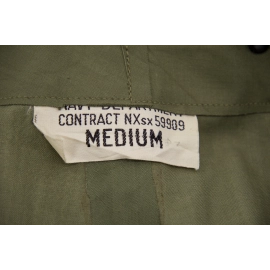 NAVY DEPARTMENT
CONTRACT NXsx 59909
MEDIUM